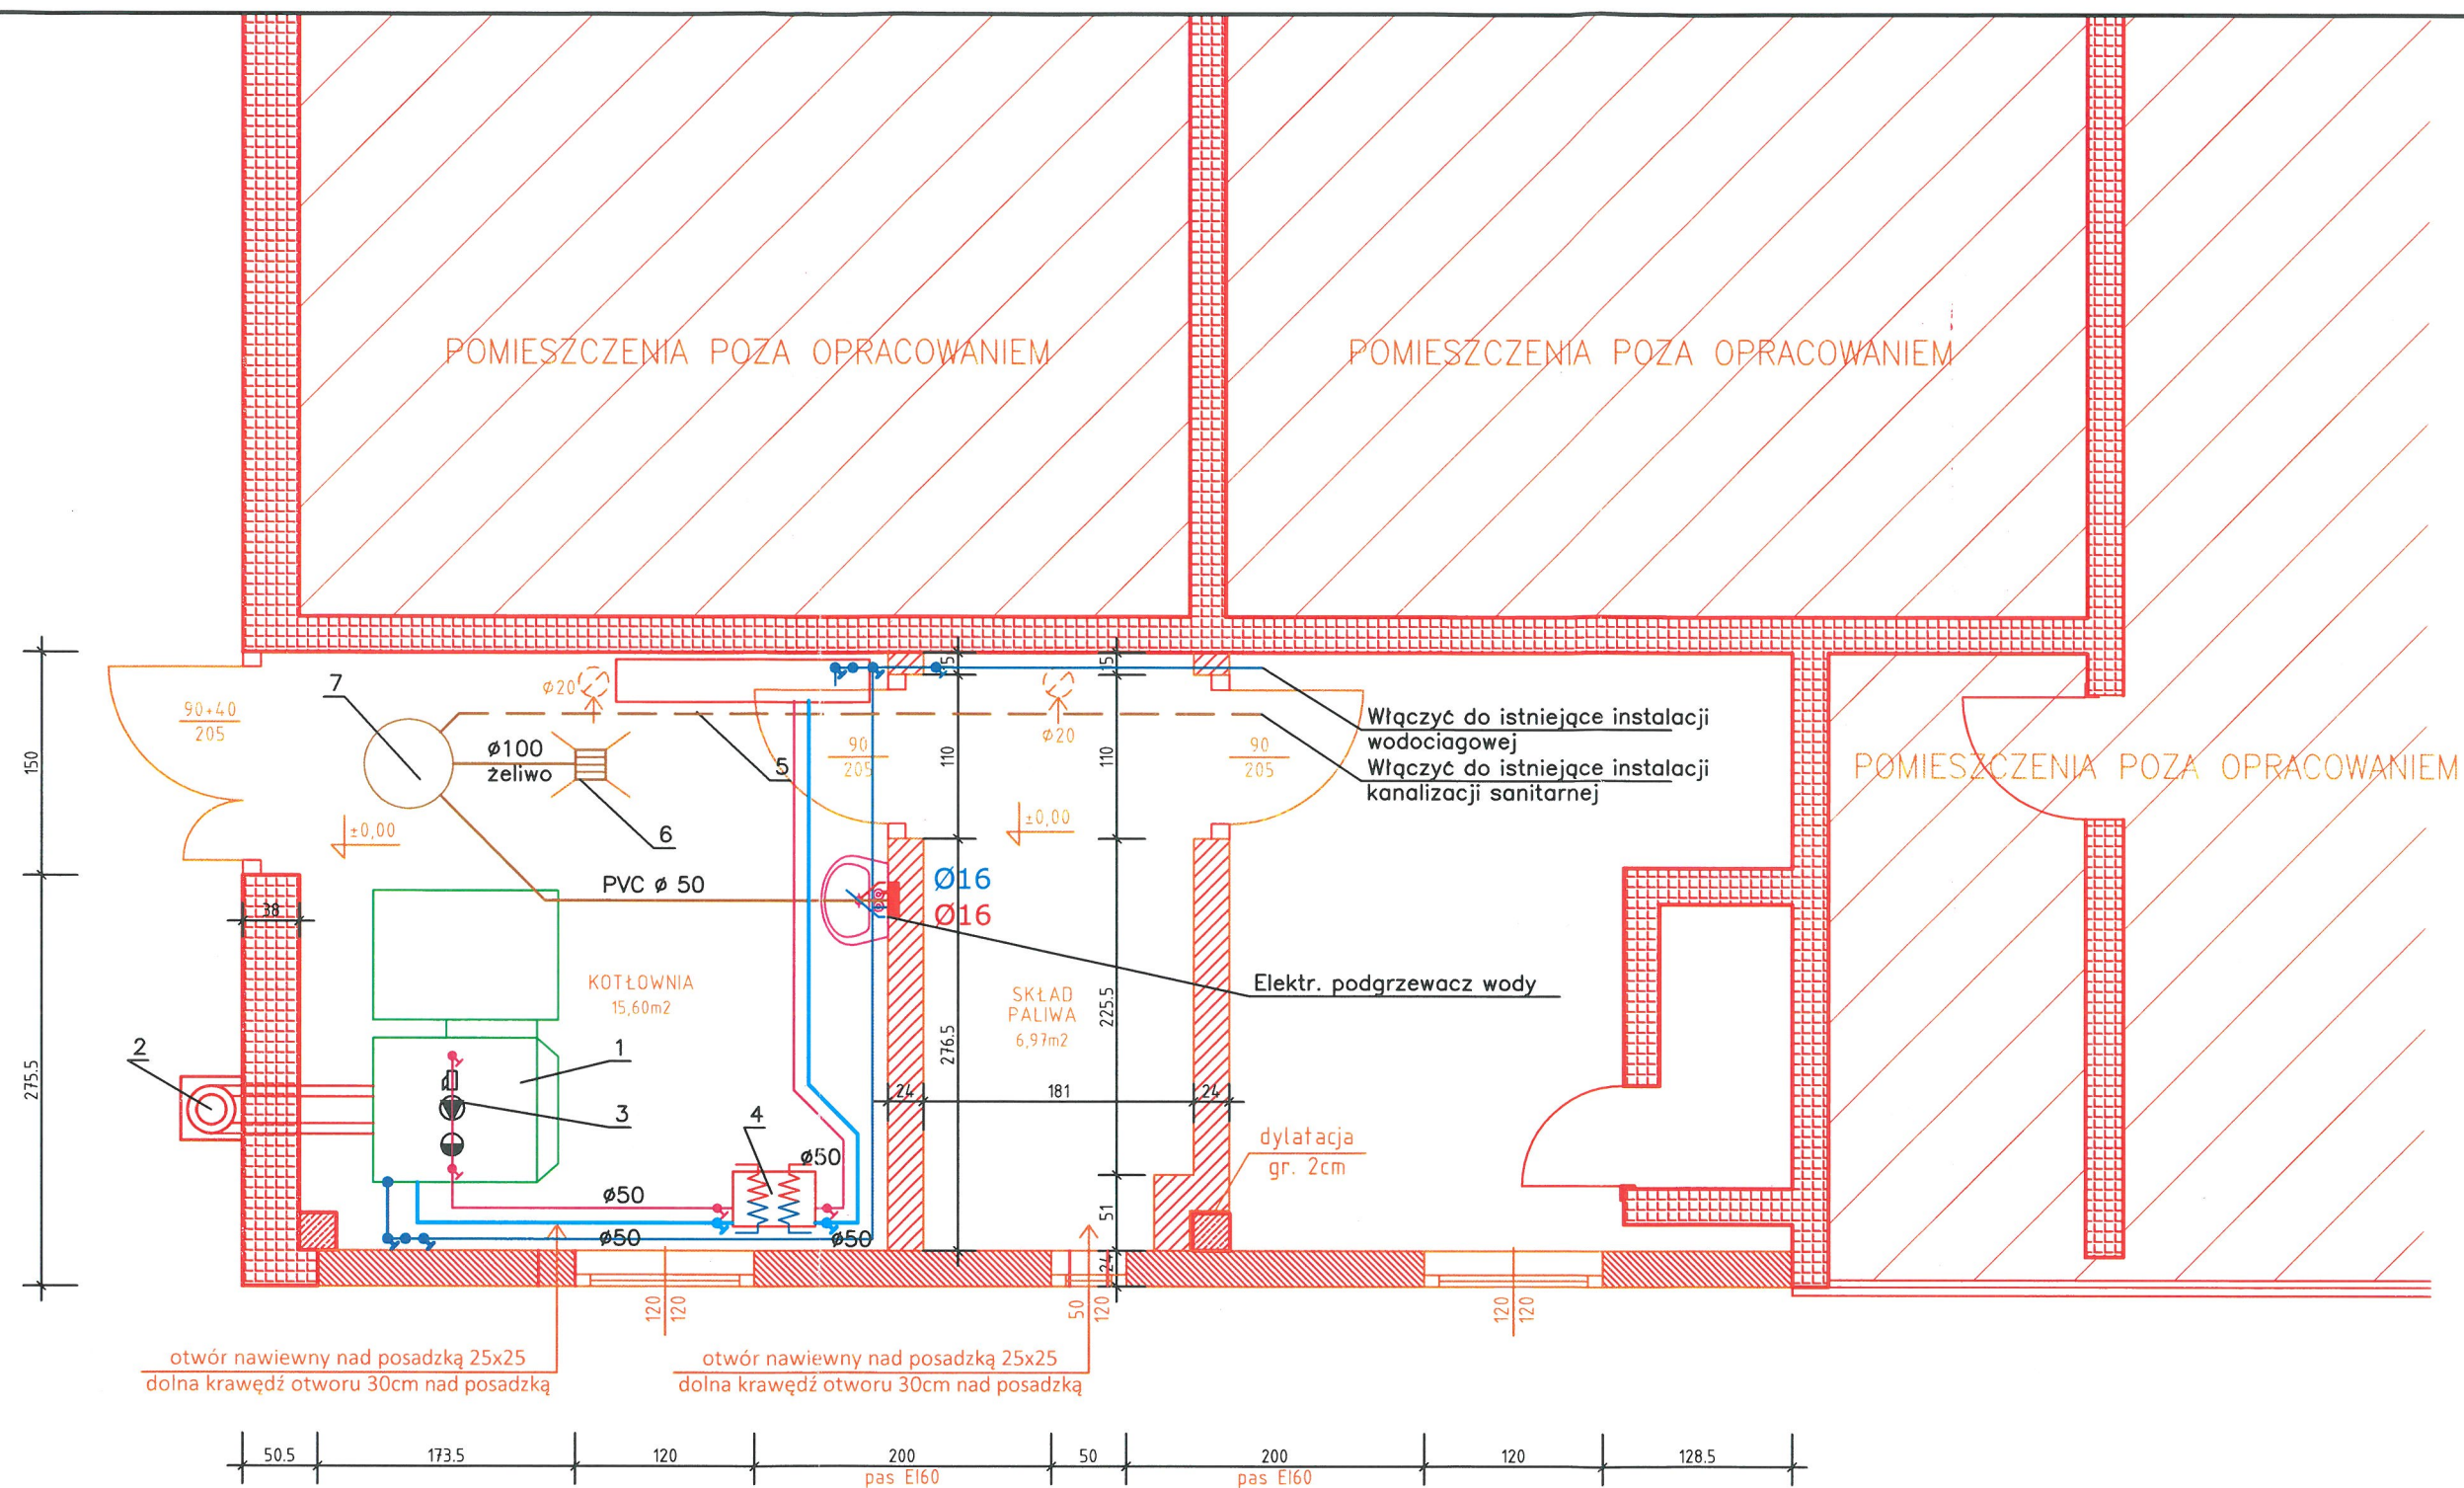 POMIESZCZENIA POZA OPRACOWANIEM
POMIESZCZENIA POZA OPRACOWANIEM
POMIESZCZENIA POZA OPRACOWANIEM
7
ø20
15
15
90+40
205
150
ø100
żeliwo
5
6
90
205
110
ø20
110
90
205
Włączyć do istniejące instalacji
wodociagowej
Włączyć do istniejące instalacji
kanalizacji sanitarnej
±0,00
±0,00
38
PVC ø 50
Ø16
Ø16
Elektr. podgrzewacz wody
KOTŁOWNIA
15,60m2
SKŁAD
PALIWA
6,97m2
225.5
276.5
275.5
2
1
3
4
24
181
24
dylatacja
gr. 2cm
ø50
ø50
ø50
ø50
51
24
120
120
50
120
120
120
otwór nawiewny nad posadzką 25x25
dolna krawędź otworu 30cm nad posadzką
otwór nawiewny nad posadzką 25x25
dolna krawędź otworu 30cm nad posadzką
50.5
173.5
120
200
50
200
120
128.5
pas EI60
pas EI60